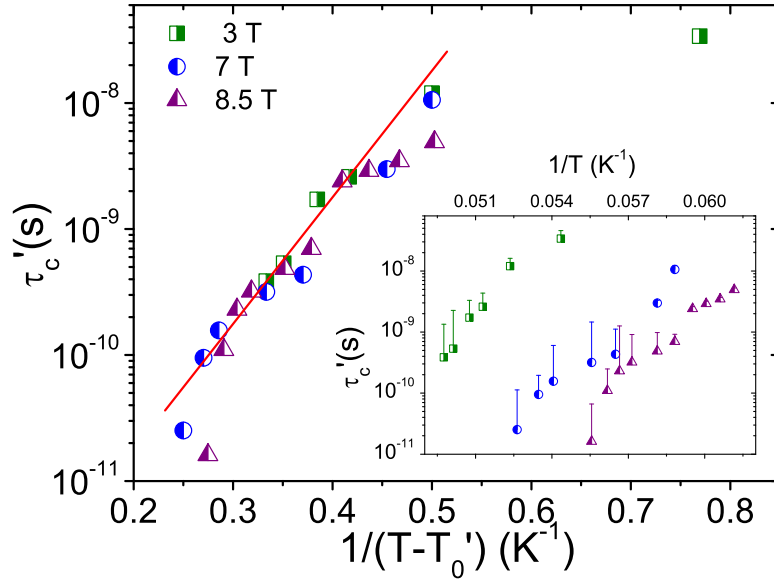 3 T
7 T
8.5 T
τc'(s)
10⁻⁸
10⁻⁹
10⁻¹⁰
10⁻¹¹
0.2 0.3 0.4 0.5 0.6 0.7 0.8
1/(T-T₀') (K⁻¹)
1/T (K⁻¹)
0.051 0.054 0.057 0.060
τc'(s)
10⁻⁸
10⁻⁹
10⁻¹⁰
10⁻¹¹